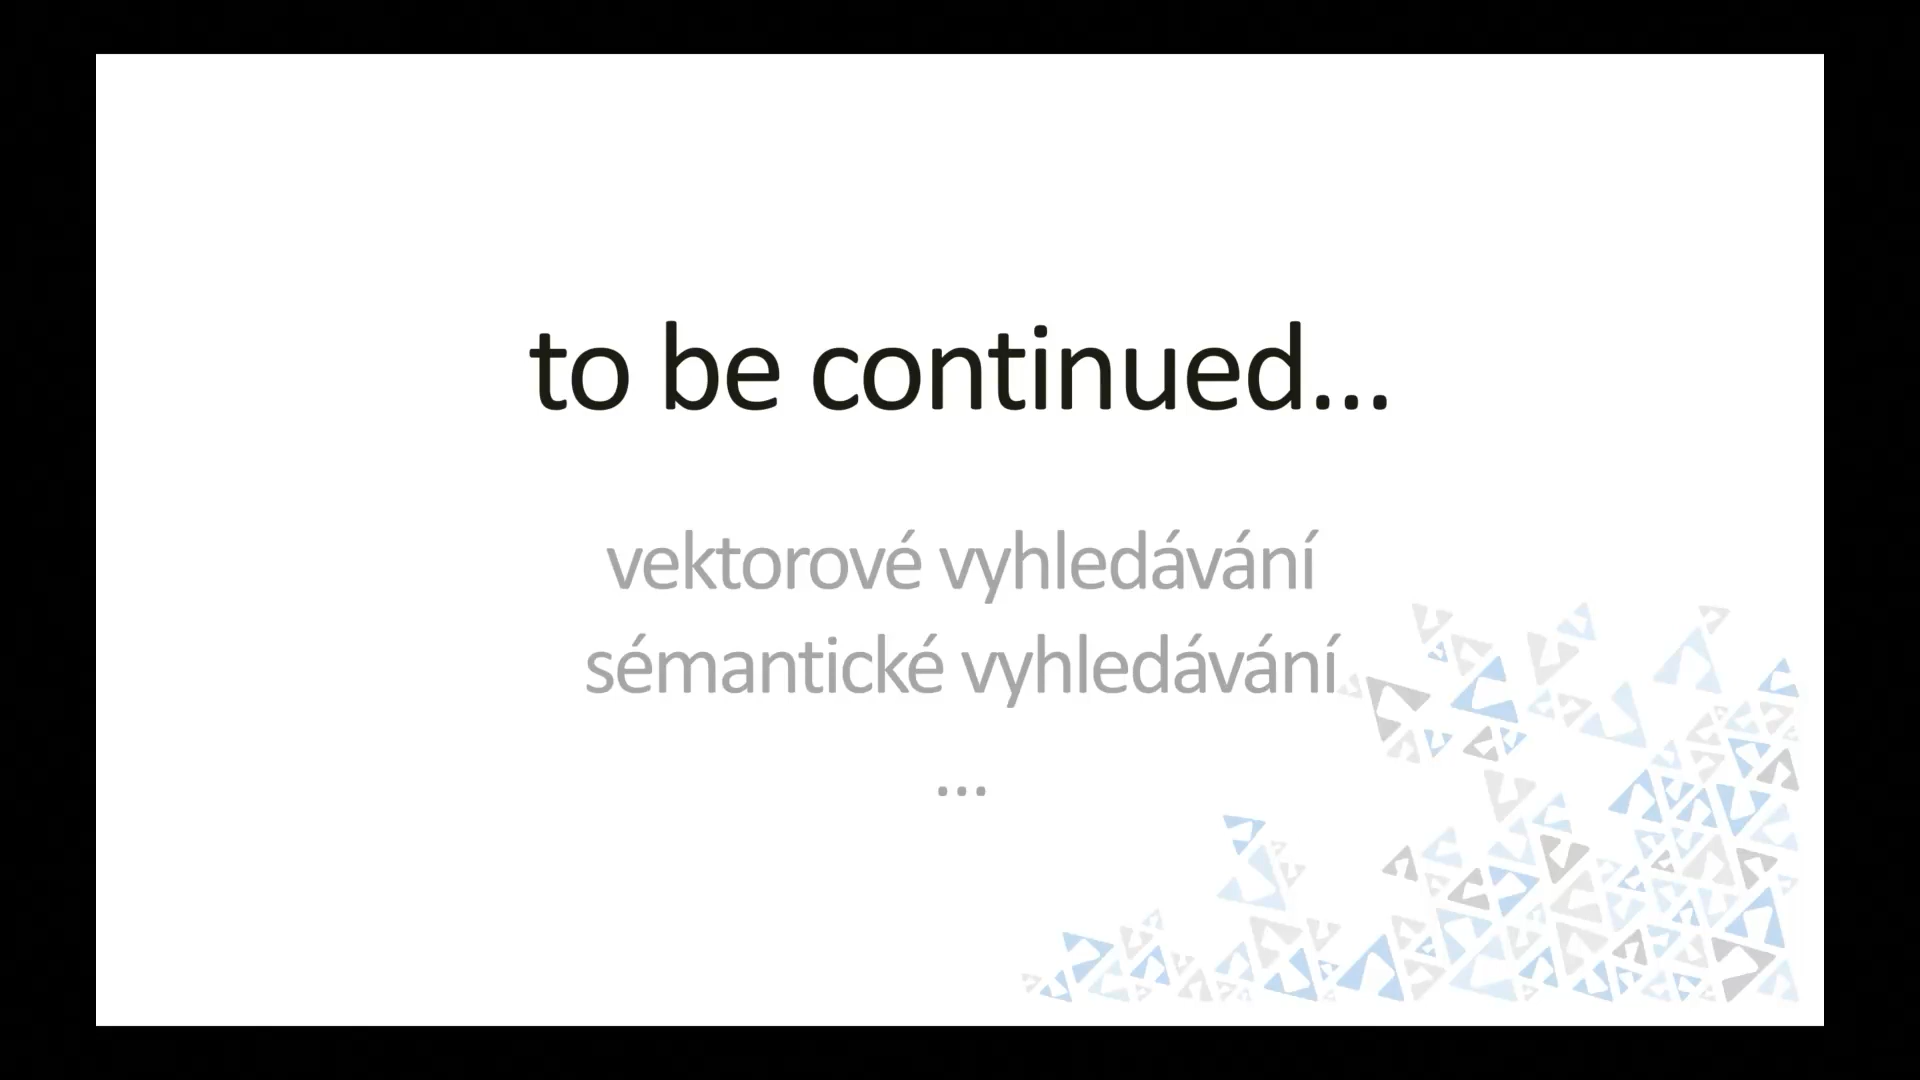 to be continued...
vektorové vyhledávání
sémantické vyhledávání
...